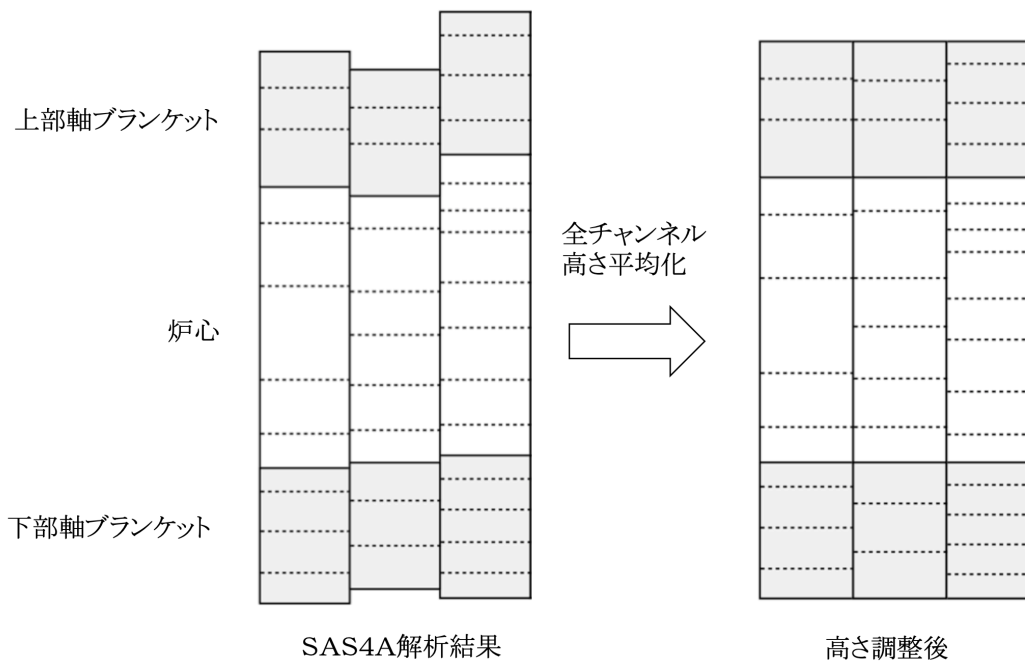 上部軸ブランケット
炉心
下部軸ブランケット
全チャンネル
高さ平均化
SAS4A解析結果
高さ調整後